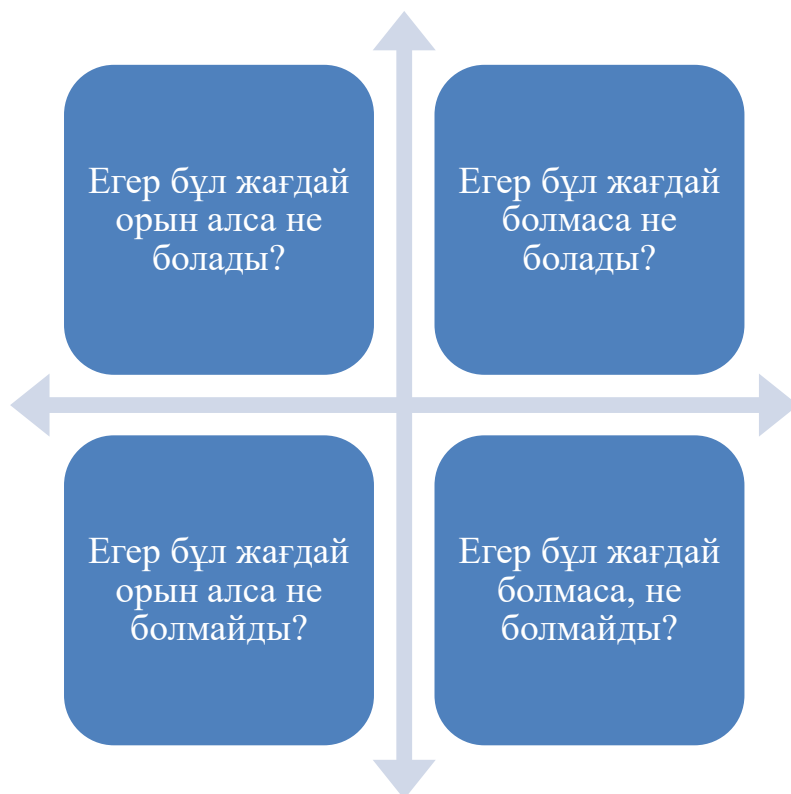 Егер бұл жағдай
орын алса не
болады?
Егер бұл жағдай
болмаса не
болады?
Егер бұл жағдай
орын алса не
болмайды?
Егер бұл жағдай
болмаса, не
болмайды?